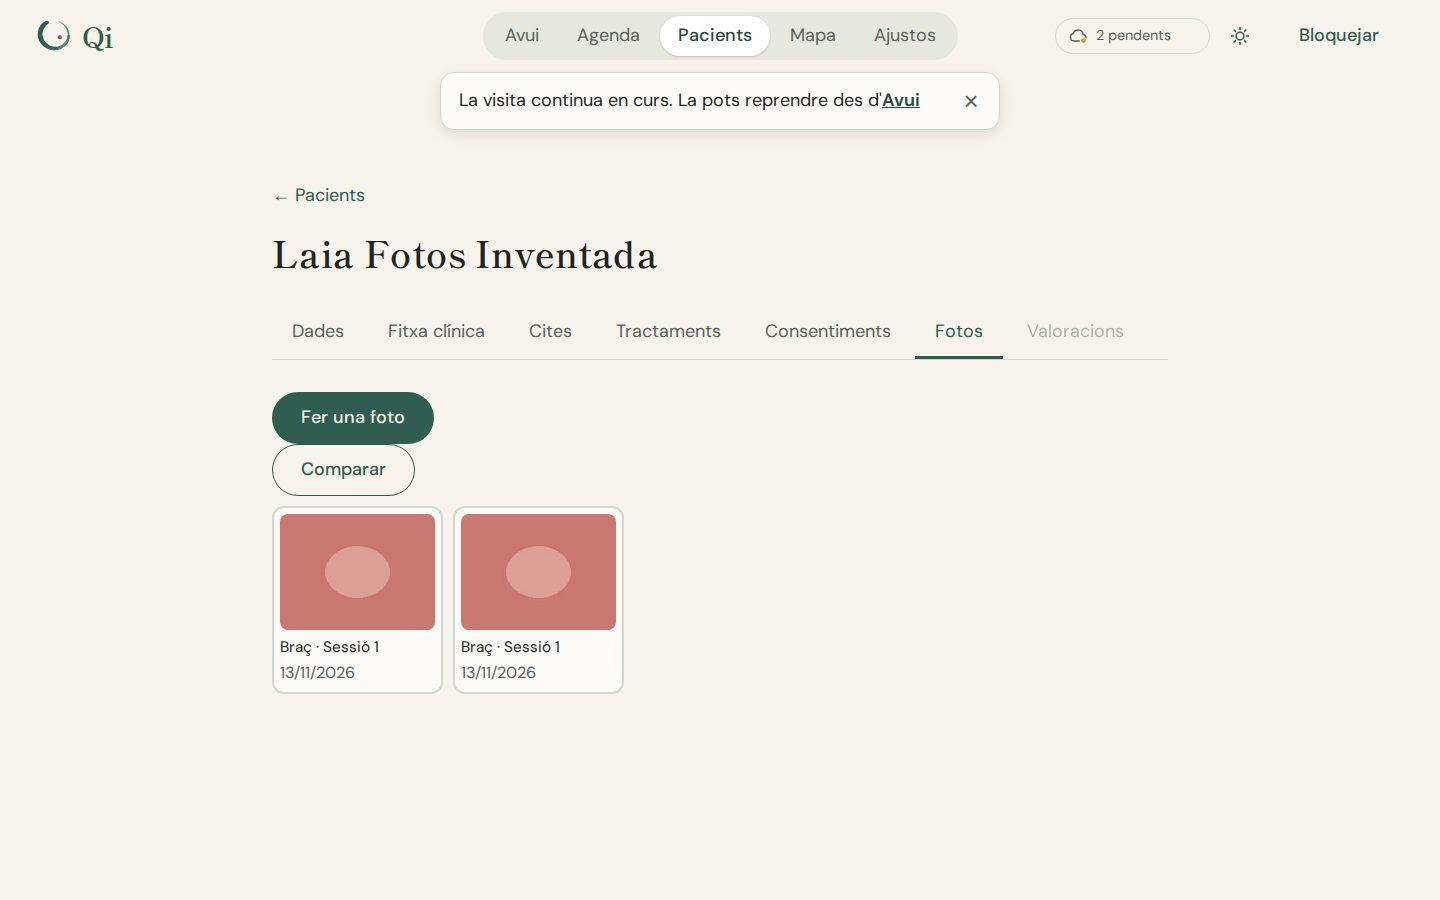 Qi
Avui Agenda Pacients Mapa Ajustos
2 pendents
Bloquejar
La visita continua en curs. La pots reprendre des d'Avui ×
← Pacients
Laia Fotos Inventada
Dades Fitxa clínica Cites Tractaments Consentiments Fotos Valoracions
Fer una foto
Comparar
Braç · Sessió 1 Braç · Sessió 1
13/11/2026 13/11/2026